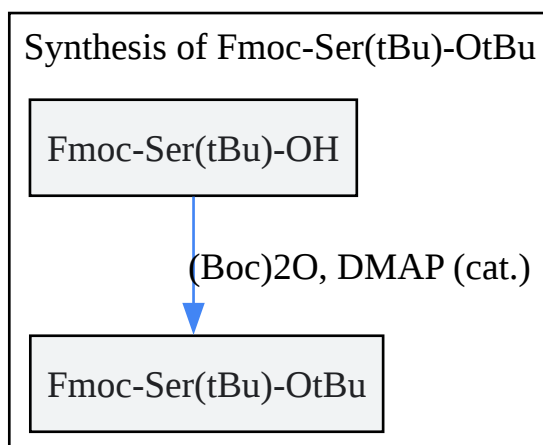 Synthesis of Fmoc-Ser(tBu)-OtBu
Fmoc-Ser(tBu)-OH
(Boc)2O, DMAP (cat.)
Fmoc-Ser(tBu)-OtBu